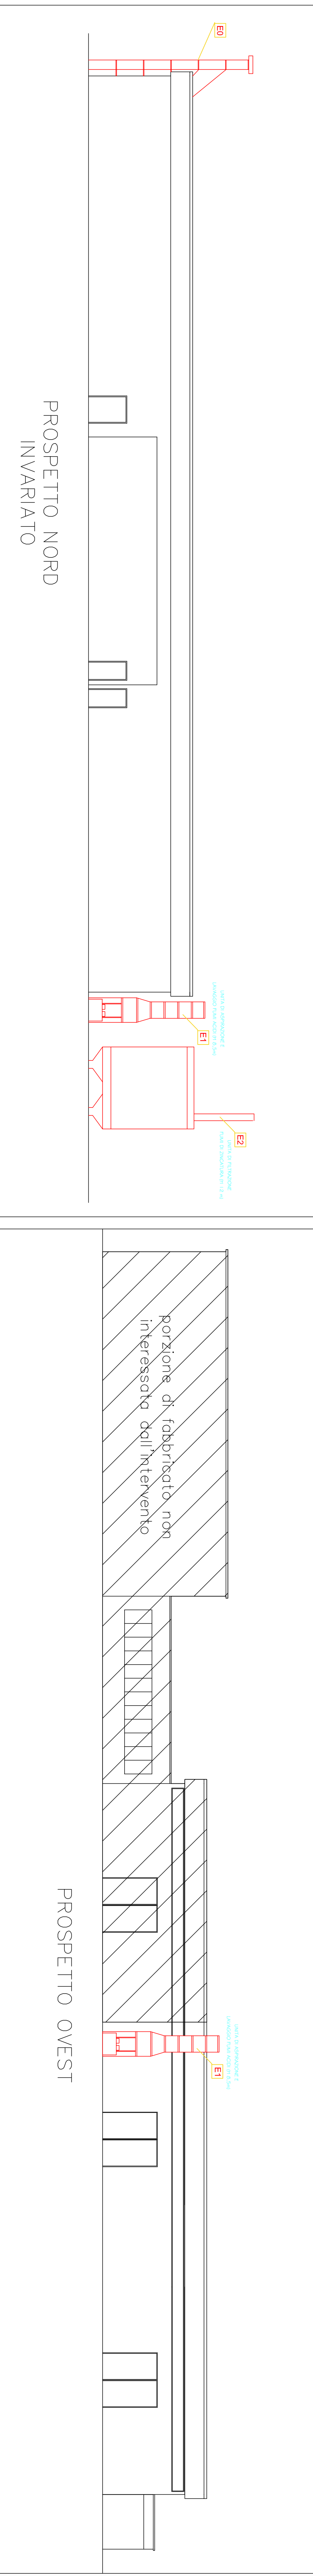 E0
PROSPETTO NORD
INVARIATO
E1
E2
porzione di fabbricato non
interessata dall'intervento
PROSPETTO OVEST
E1